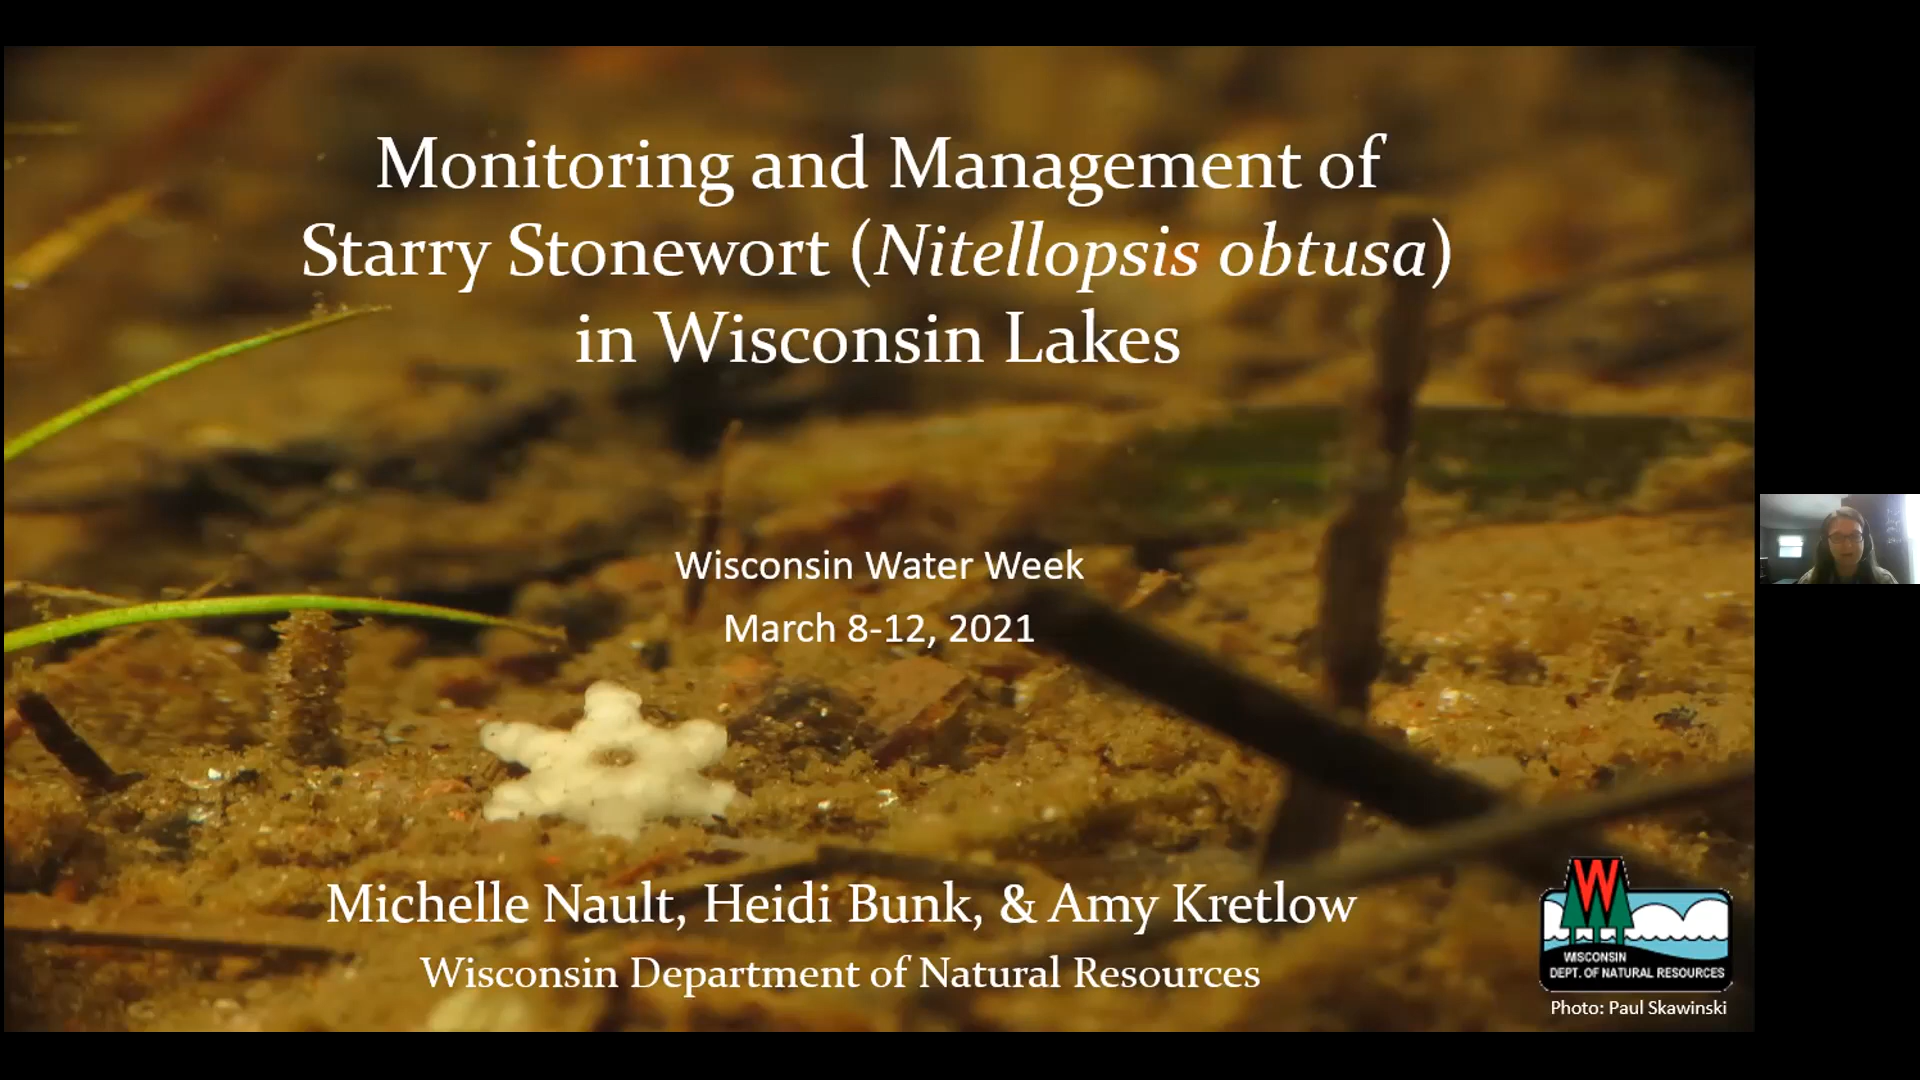 Monitoring and Management of
Starry Stonewort (Nitellopsis obtusa)
in Wisconsin Lakes
Wisconsin Water Week
March 8-12, 2021
Michelle Nault, Heidi Bunk, & Amy Kretlow
Wisconsin Department of Natural Resources
W
WISCONSIN
DEPT. OF NATURAL RESOURCES
Photo: Paul Skawinski